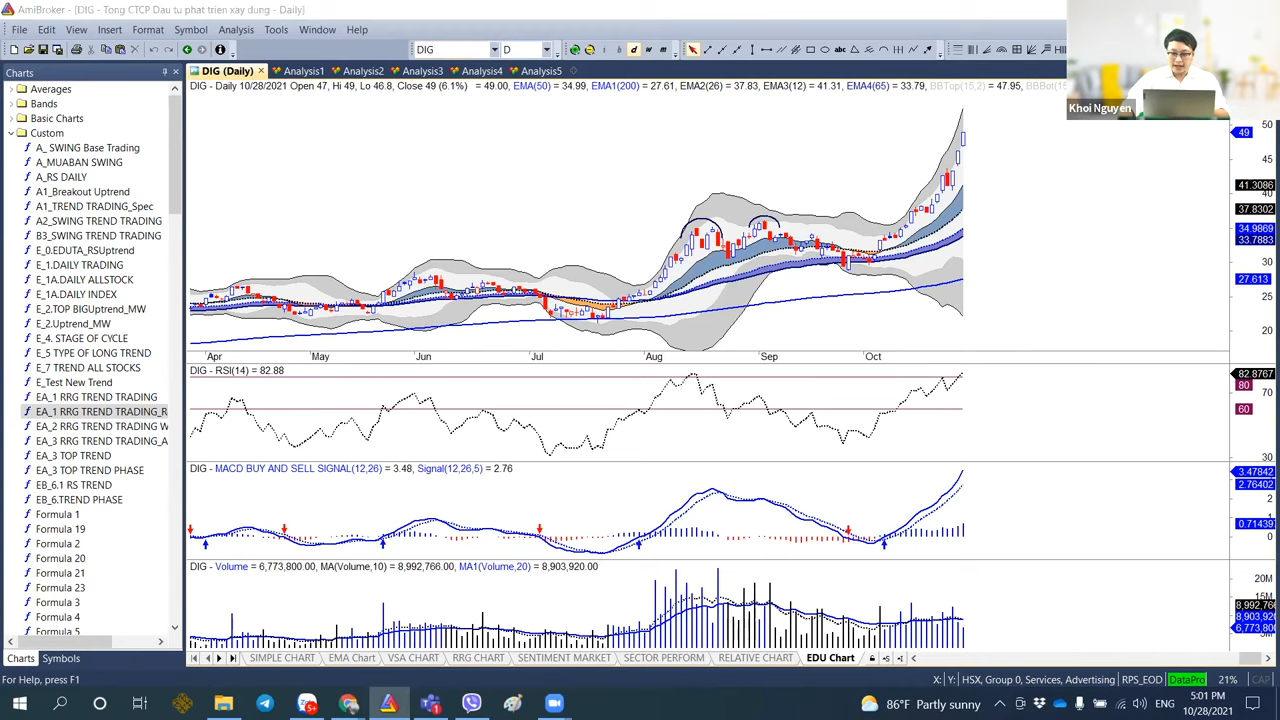 AmiBroker - [DIG - Tong CTCP Dau tu phat trien xay dung - Daily]
File Edit View Insert Format Symbol Analysis Tools Window Help
DIG D
Charts
DIG (Daily) Analysis1 Analysis2 Analysis3 Analysis4 Analysis5
DIG - Daily 10/28/2021 Open 47, Hi 49, Lo 46.8, Close 49 (6.1%) = 49.00, EMA(50) = 34.99, EMA1(200) = 27.61, EMA2(26) = 37.83, EMA3(12) = 41.31, EMA4(65) = 33.79, BBTop(15,2) = 47.95, BBBot(15
Khoi Nguyen
Averages
Bands
Basic Charts
Custom
A_ SWING Base Trading
A_MUABAN SWING
A_RS DAILY
A1_Breakout Uptrend
A1_TREND TRADING_Spec
A2_SWING TREND TRADING
B3_SWING TREND TRADING
E_0.EDUTA_RSUptrend
E_1.DAILY TRADING
E_1A.DAILY ALLSTOCK
E_1A.DAILY INDEX
E_2.TOP BIGUptrend_MW
E_2.Uptrend_MW
E_4. STAGE OF CYCLE
E_5 TYPE OF LONG TREND
E_7 TREND ALL STOCKS
E_Test New Trend
EA_1 RRG TREND TRADING
EA_1 RRG TREND TRADING_R
EA_2 RRG TREND TRADING W
EA_3 RRG TREND TRADING_A
EA_3 TOP TREND
EA_3 TOP TREND PHASE
EB_6.1 RS TREND
EB_6.TREND PHASE
Formula 1
Formula 19
Formula 2
Formula 20
Formula 21
Formula 23
Formula 3
Formula 4
Formula 5
50
49
45
41.3086
40
37.8302
34.9869
33.7883
30
27.613
25
20
Apr May Jun Jul Aug Sep Oct
DIG - RSI(14) = 82.88
82.8767
80
70
60
30
DIG - MACD BUY AND SELL SIGNAL(12,26) = 3.48, Signal(12,26,5) = 2.76
3.47842
2.76402
2
1
0.71439
0
DIG - Volume = 6,773,800.00, MA(Volume,10) = 8,992,766.00, MA1(Volume,20) = 8,903,920.00
20M
8,992,766
8,903,920
6,773,800
Charts Symbols
SIMPLE CHART EMA Chart VSA CHART RRG CHART SENTIMENT MARKET SECTOR PERFORM RELATIVE CHART EDU Chart
For Help, press F1
X: Y: HSX, Group 0, Services, Advertising RPS_EOD DataPro 21% CAP
5+
86°F Partly sunny
ENG
5:01 PM
10/28/2021